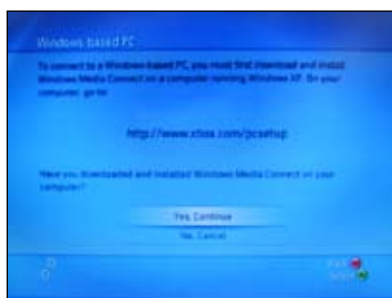 Windows based PC
To connect to a Windows-based PC, you must first download and install
Windows Media Connect on a computer running Windows XP. On your
computer, go to:
http://www.xbox.com/pcsetup
Have you downloaded and installed Windows Media Connect on your
computer?
Yes, Continue
No, Cancel